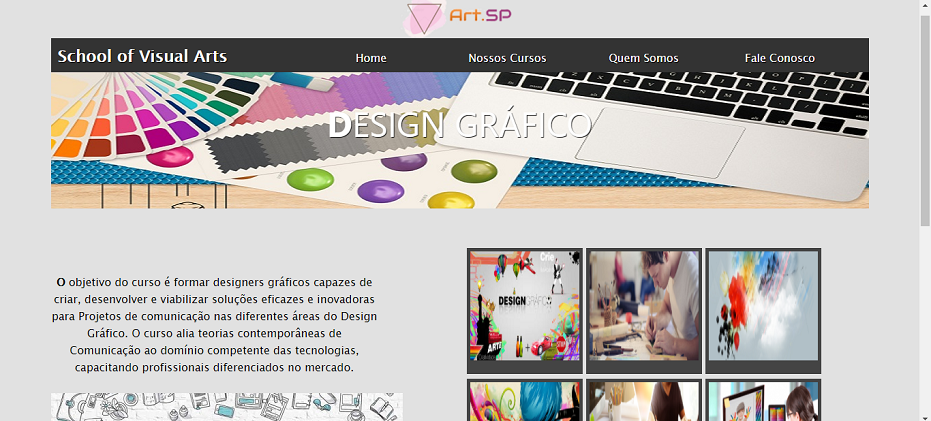 Art.SP
School of Visual Arts Home Nossos Cursos Quem Somos Fale Conosco
DESIGN GRÁFICO
O objetivo do curso é formar designers gráficos capazes de
criar, desenvolver e viabilizar soluções eficazes e inovadoras
para Projetos de comunicação nas diferentes áreas do Design
Gráfico. O curso alia teorias contemporâneas de
Comunicação ao domínio competente das tecnologias,
capacitando profissionais diferenciados no mercado.
Crie
DESIGNGRÁFICO